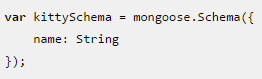 var kittySchema = mongoose.Schema({
    name: String
});